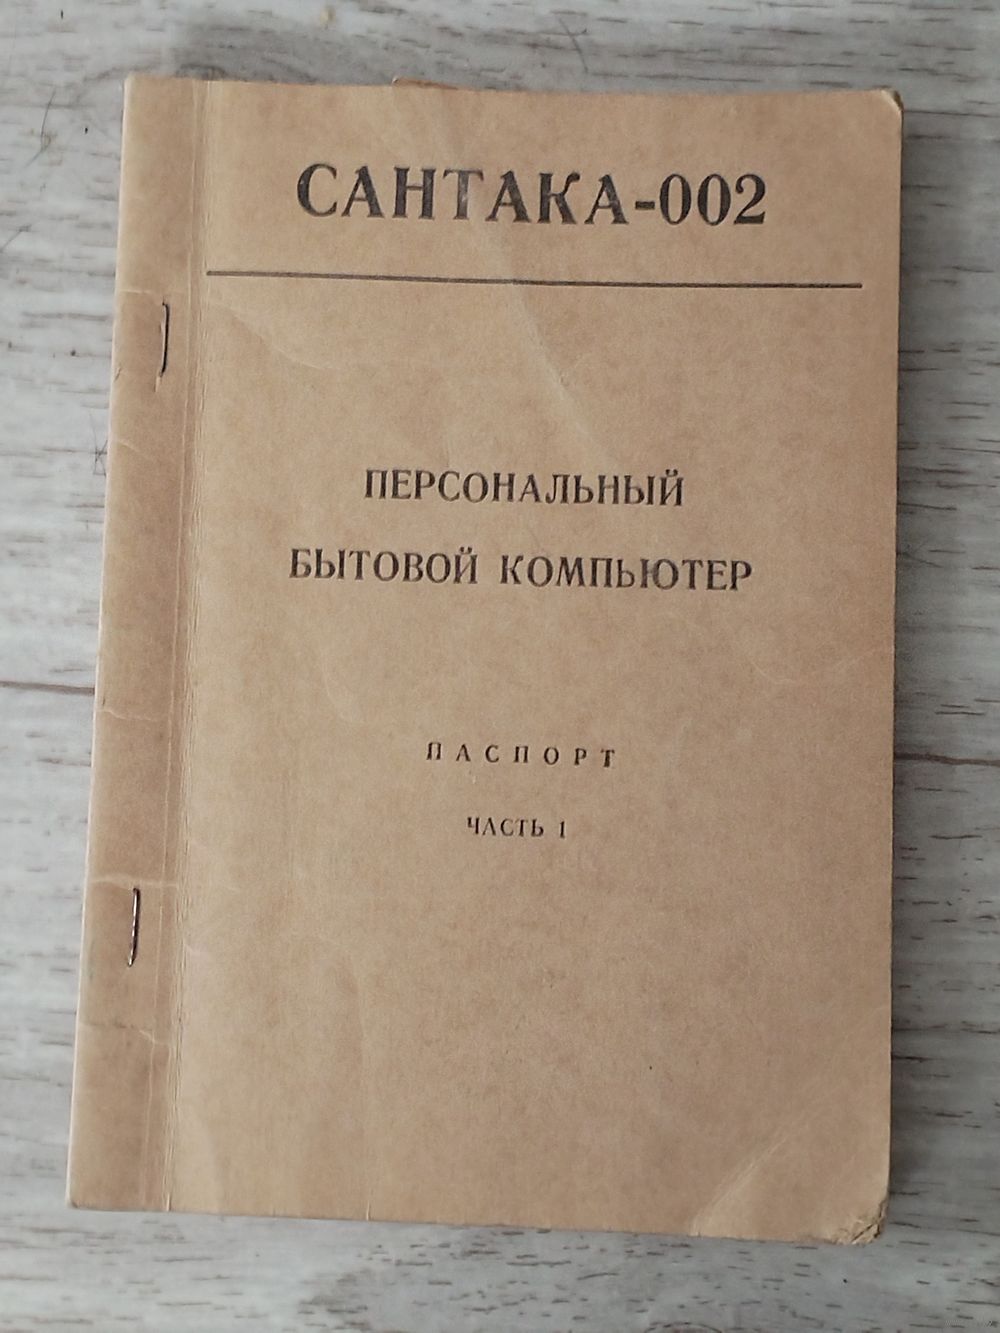 САНТАКА-002
ПЕРСОНАЛЬНЫЙ
БЫТОВОЙ КОМПЬЮТЕР
ПАСПОРТ
ЧАСТЬ 1